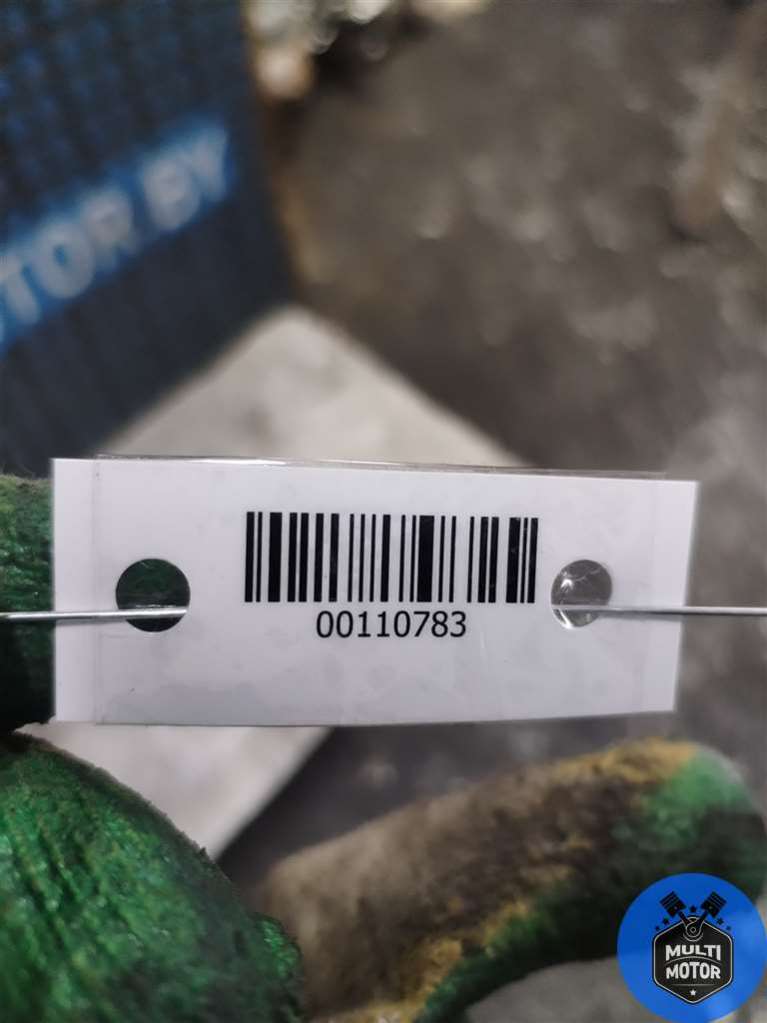 TOR BY
00110783
MULTI
MOTOR